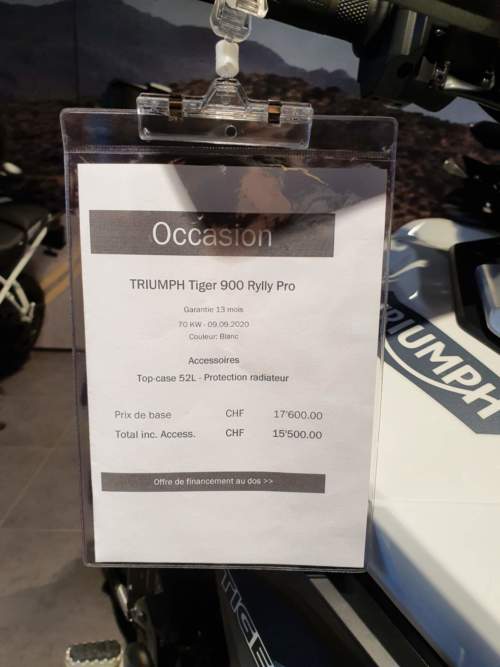 Occasion
TRIUMPH Tiger 900 Rylly Pro
Garantie 13 mois
70 KW - 09.09.2020
Couleur: Blanc
Accessoires
Top-case 52L - Protection radiateur
Prix de base CHF 17'600.00
Total inc. Access. CHF 15'500.00
Offre de financement au dos >>
TRIUMPH
TIGE